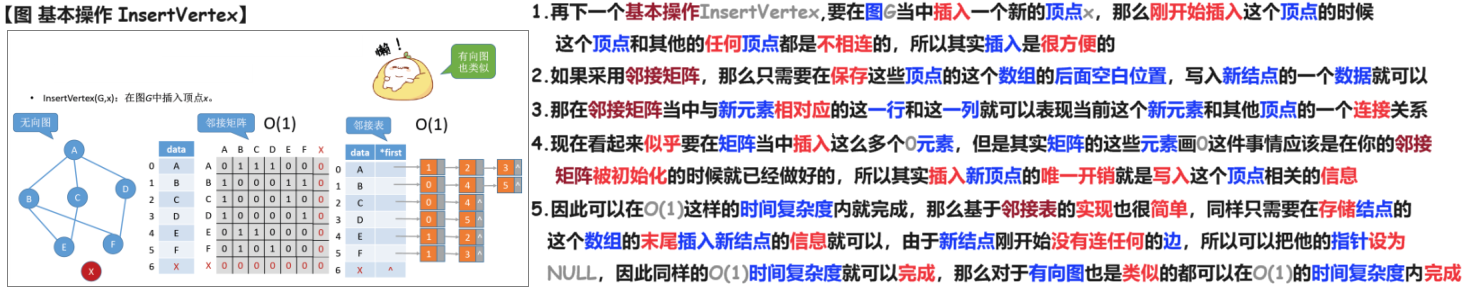 【图 基本操作 InsertVertex】
懒！
有向图
也类似
• InsertVertex(G,x)：在图G中插入顶点x。
无向图
邻接矩阵 O(1)
邻接表 O(1)
A
B C D
E F
X
data
0 A
1 B
2 C
3 D
4 E
5 F
6 X
A B C D E F X
A 0 1 1 1 0 0 0
B 1 0 0 0 1 1 0
C 1 0 0 0 1 0 0
D 1 0 0 0 0 1 0
E 0 1 1 0 0 0 0
F 0 1 0 1 0 0 0
X 0 0 0 0 0 0 0
data *first
0 A 1 2 3 ^
1 B 0 4 5 ^
2 C 0 4 ^
3 D 0 5 ^
4 E 1 2 ^
5 F 1 3 ^
6 X ^
1.再下一个基本操作InsertVertex,要在图G当中插入一个新的顶点x，那么刚开始插入这个顶点的时候
这个顶点和其他的任何顶点都是不相连的，所以其实插入是很方便的
2.如果采用邻接矩阵，那么只需要在保存这些顶点的这个数组的后面空白位置，写入新结点的一个数据就可以
3.那在邻接矩阵当中与新元素相对应的这一行和这一列就可以表现当前这个新元素和其他顶点的一个连接关系
4.现在看起来似乎要在矩阵当中插入这么多个0元素，但是其实矩阵的这些元素画0这件事情应该是在你的邻接
矩阵被初始化的时候就已经做好的，所以其实插入新顶点的唯一开销就是写入这个顶点相关的信息
5.因此可以在O(1)这样的时间复杂度内就完成，那么基于邻接表的实现也很简单，同样只需要在存储结点的
这个数组的末尾插入新结点的信息就可以，由于新结点刚开始没有连任何的边，所以可以把他的指针设为
NULL，因此同样的O(1)时间复杂度就可以完成，那么对于有向图也是类似的都可以在O(1)的时间复杂度内完成